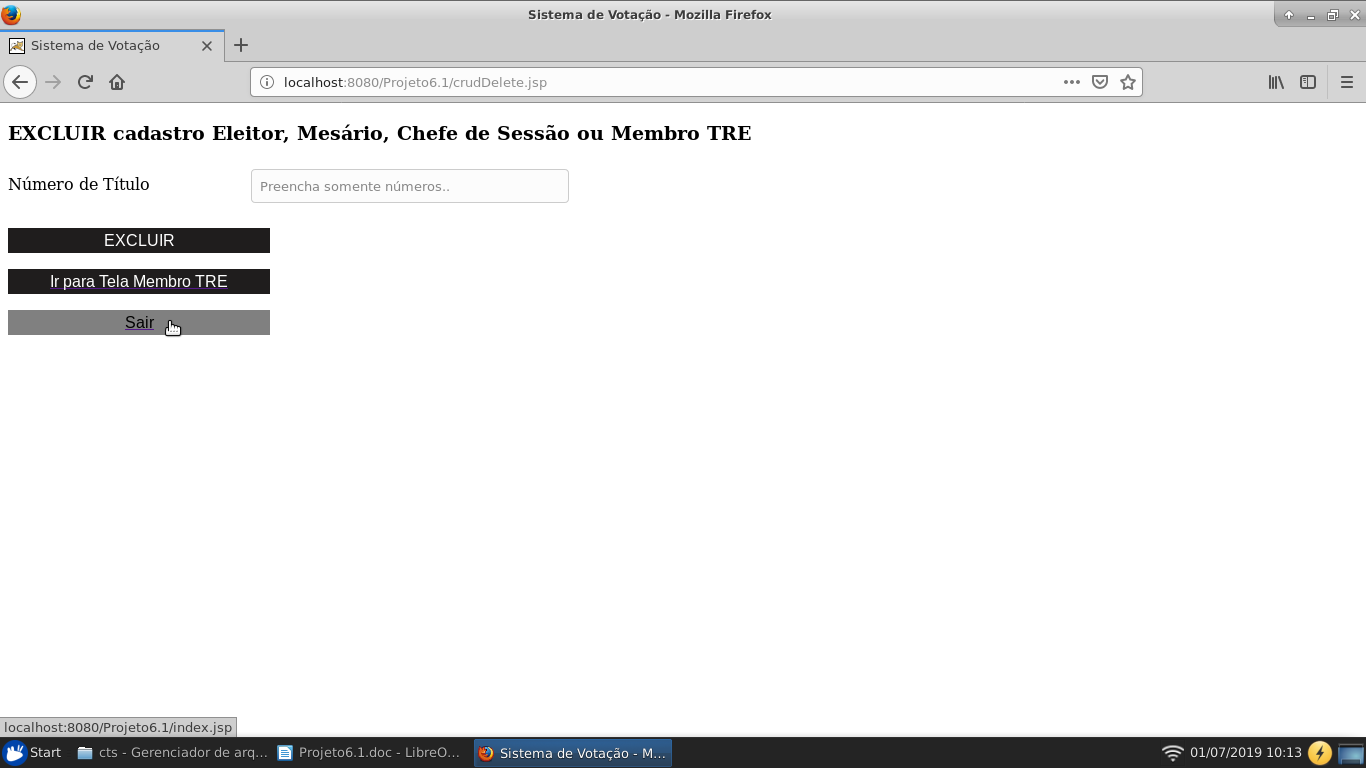 Sistema de Votação - Mozilla Firefox
Sistema de Votação
localhost:8080/Projeto6.1/crudDelete.jsp
EXCLUIR cadastro Eleitor, Mesário, Chefe de Sessão ou Membro TRE
Número de Título
Preencha somente números..
EXCLUIR
Ir para Tela Membro TRE
Sair
localhost:8080/Projeto6.1/index.jsp
Start
cts - Gerenciador de arq...
Projeto6.1.doc - LibreO...
Sistema de Votação - M...
01/07/2019 10:13